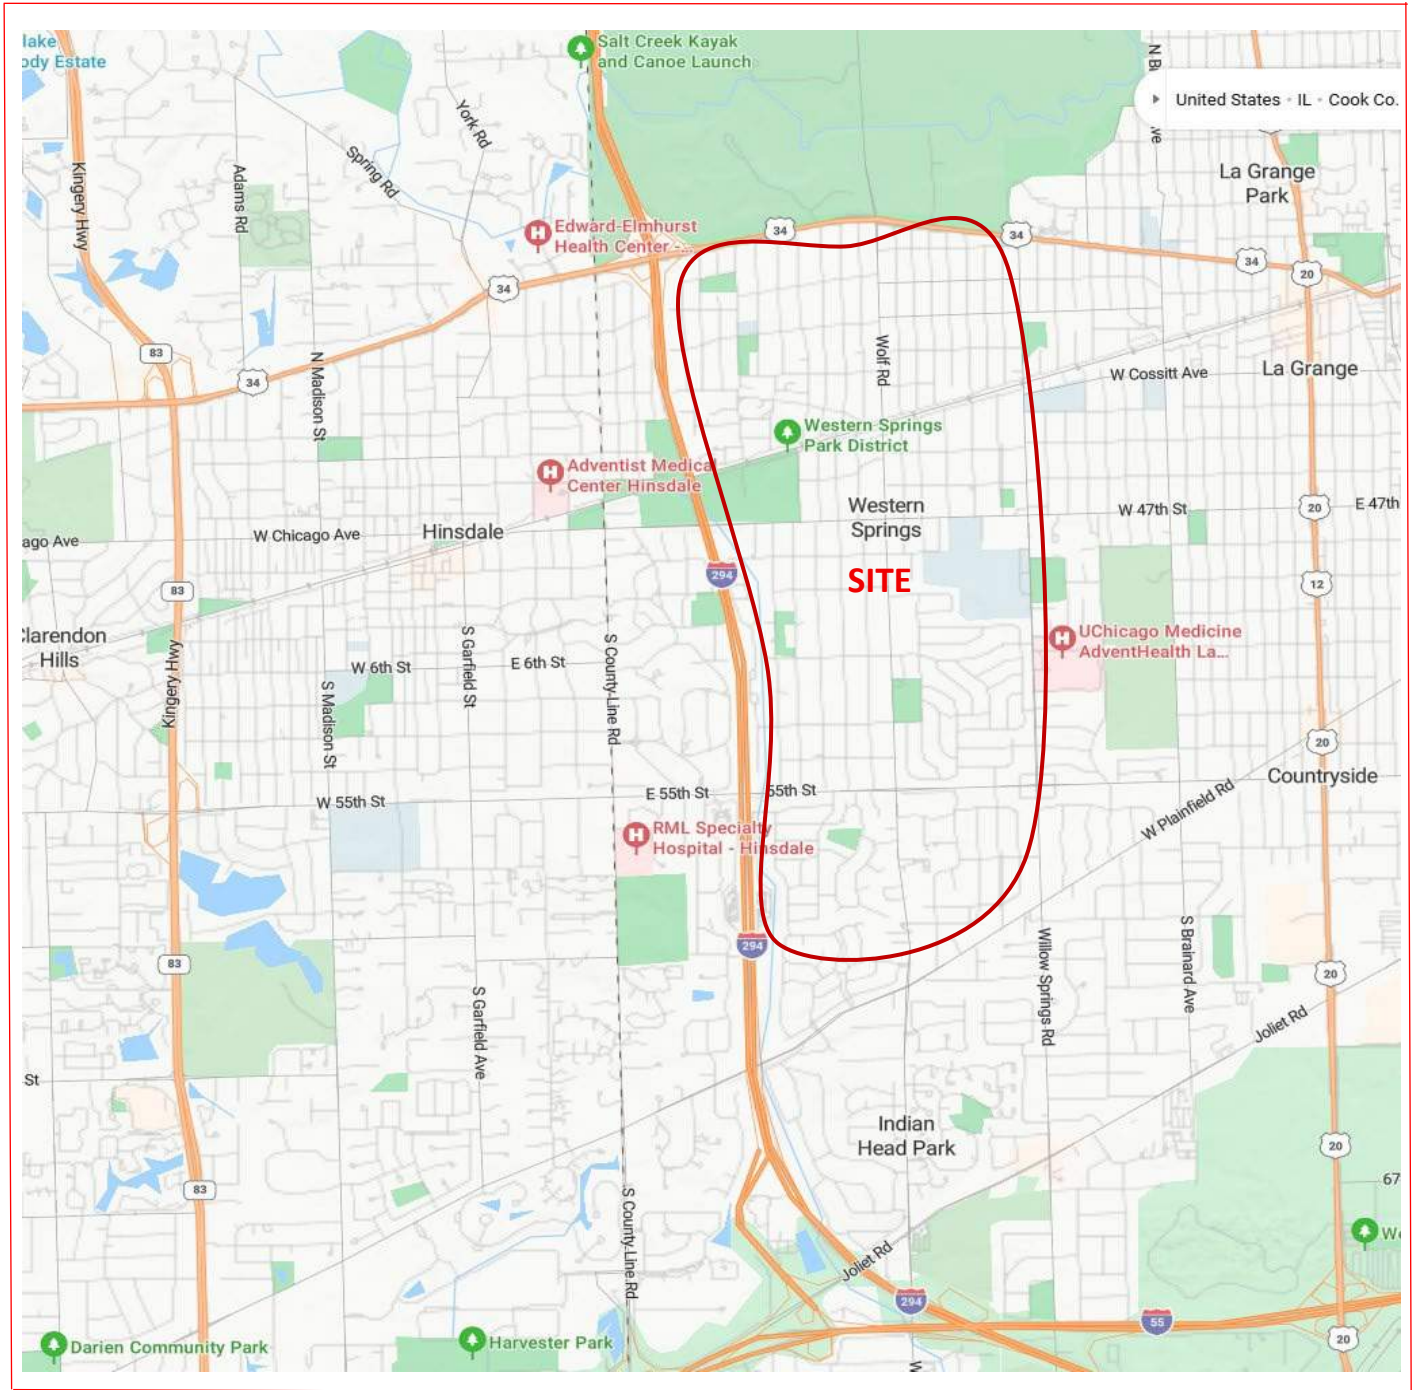 lake
ody Estate
Salt Creek Kayak
and Canoe Launch
United States • IL • Cook Co.
York Rd
Spring Rd
Adams Rd
Kingery Hwy
La Grange
Park
Edward-Elmhurst
Health Center -...
34
34
34
20
34
83
34
N Madison St
Wolf Rd
W Cossitt Ave
La Grange
Western Springs
Park District
Adventist Medical
Center Hinsdale
Western
Springs
W 47th St
20
E 47th
ago Ave
W Chicago Ave
Hinsdale
SITE
294
83
12
Clarendon
Hills
UChicago Medicine
AdventHealth La...
W 6th St
E 6th St
S Garfield St
S County Line Rd
S Madison St
Kingery Hwy
20
Countryside
W 55th St
E 55th St
55th St
W Plainfield Rd
RML Specialty
Hospital - Hinsdale
294
83
Willow Springs Rd
S Brainard Ave
20
S Garfield Ave
Joliet Rd
St
Indian
Head Park
20
83
67
S County Line Rd
Joliet Rd
294
55
20
Darien Community Park
Harvester Park